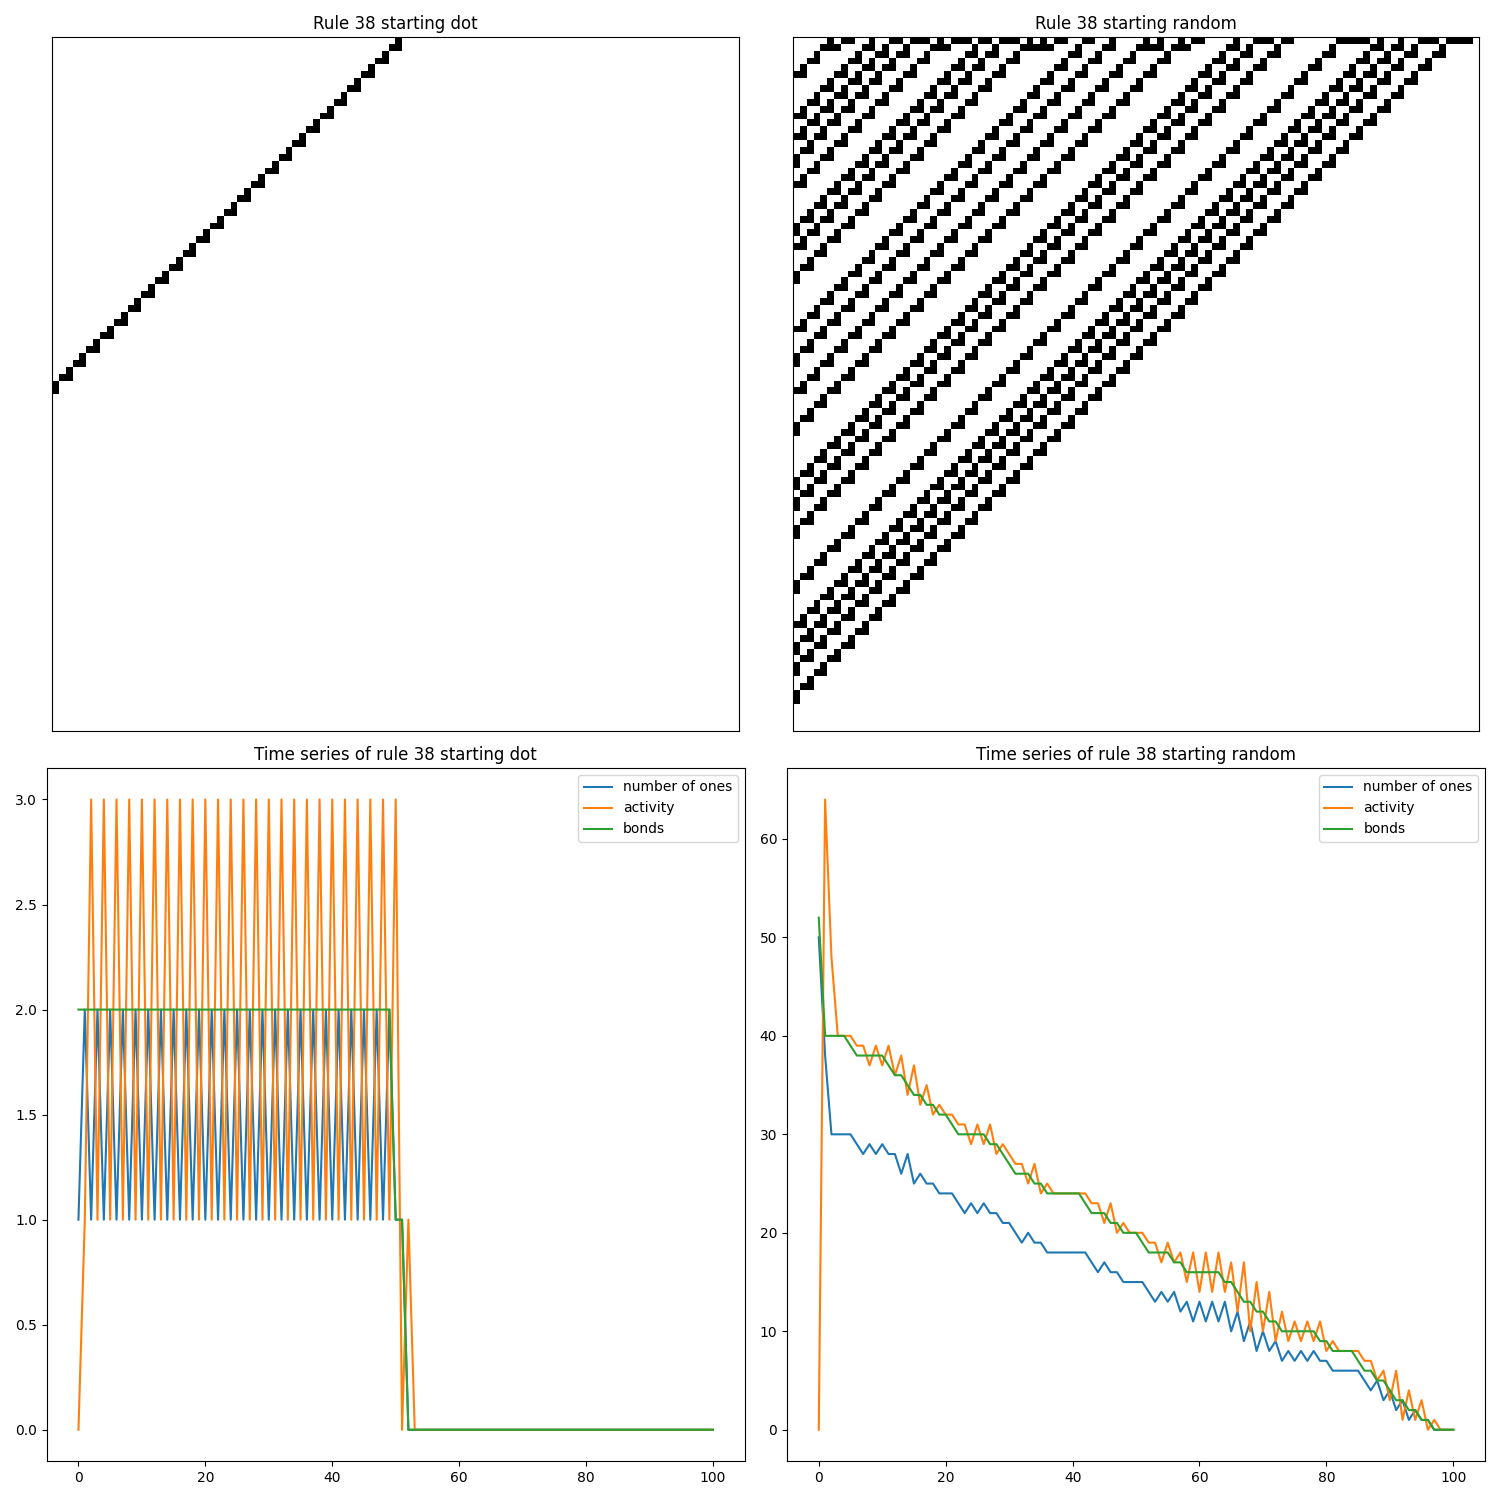 Rule 38 starting dot
Rule 38 starting random
Time series of rule 38 starting dot
number of ones
activity
bonds
3.0
2.5
2.0
1.5
1.0
0.5
0.0
0 20 40 60 80 100
Time series of rule 38 starting random
number of ones
activity
bonds
60
50
40
30
20
10
0
0 20 40 60 80 100